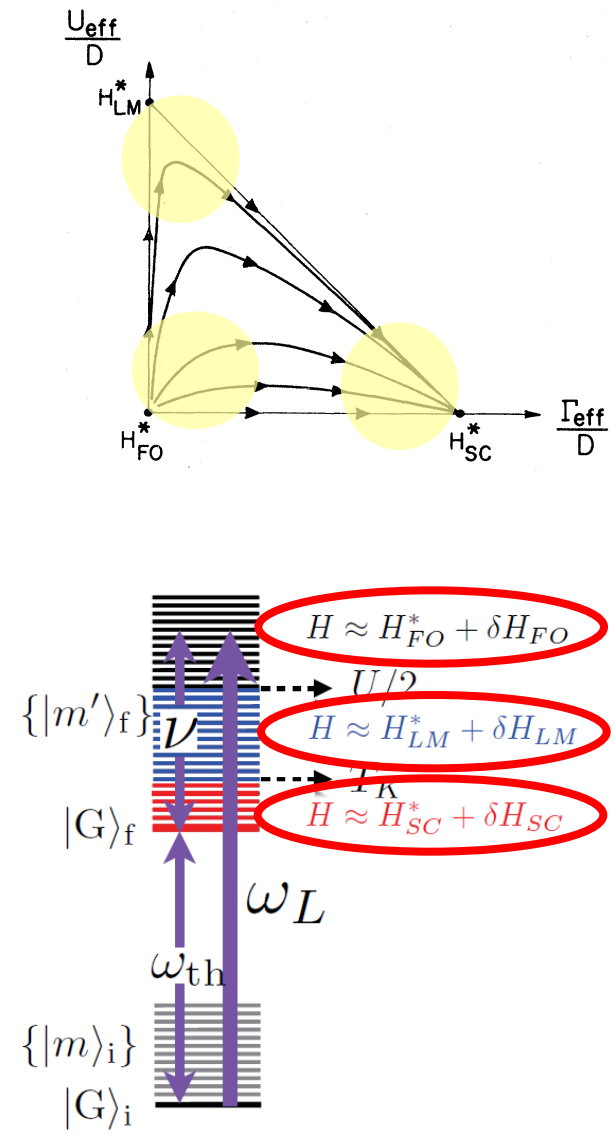 U_eff/D
H*_LM
H*_FO
H*_SC
Γ_eff/D
H ≈ H*_FO + δH_FO
U/2
{|m′⟩_f}
ν
H ≈ H*_LM + δH_LM
T_K
|G⟩_f
H ≈ H*_SC + δH_SC
ω_L
ω_th
{|m⟩_i}
|G⟩_i